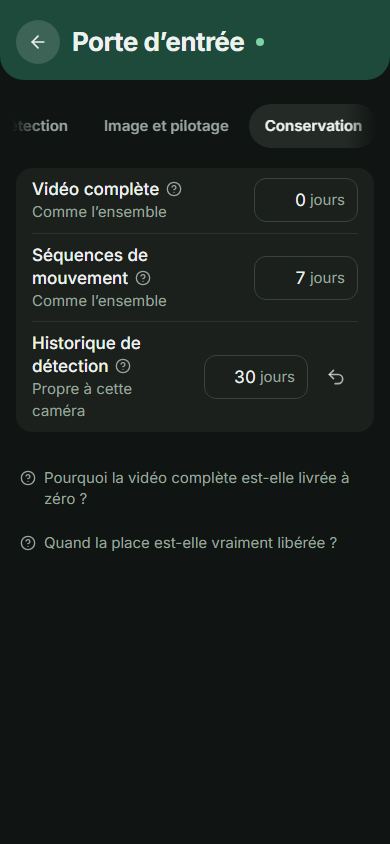 Porte d’entrée
Image et pilotage
Conservation
Vidéo complète
Comme l’ensemble
0 jours
Séquences de
mouvement
Comme l’ensemble
7 jours
Historique de
détection
Propre à cette
caméra
30 jours
Pourquoi la vidéo complète est-elle livrée à
zéro ?
Quand la place est-elle vraiment libérée ?